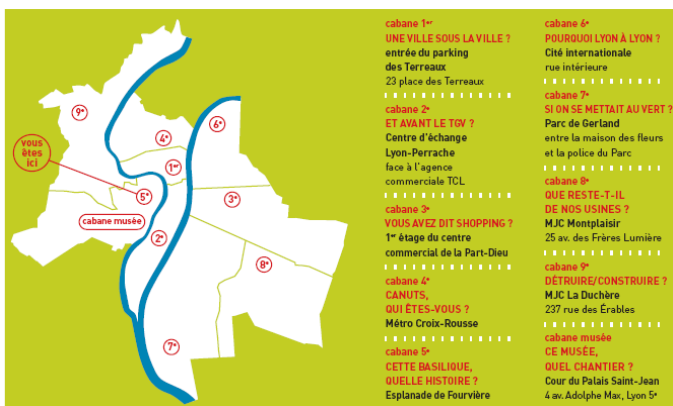 9e
4e
6e
vous
êtes
ici
1er
5e
3e
cabane musée
2e
8e
7e
cabane 1er
UNE VILLE SOUS LA VILLE ?
entrée du parking
des Terreaux
23 place des Terreaux
cabane 2e
ET AVANT LE TGV ?
Centre d'échange
Lyon-Perrache
face à l'agence
commerciale TCL
cabane 3e
VOUS AVEZ DIT SHOPPING ?
1er étage du centre
commercial de la Part-Dieu
cabane 4e
CANUTS,
QUI ÊTES-VOUS ?
Métro Croix-Rousse
cabane 5e
CETTE BASILIQUE,
QUELLE HISTOIRE ?
Esplanade de Fourvière
cabane 6e
POURQUOI LYON À LYON ?
Cité internationale
rue intérieure
cabane 7e
SI ON SE METTAIT AU VERT ?
Parc de Gerland
entre la maison des fleurs
et la police du Parc
cabane 8e
QUE RESTE-T-IL
DE NOS USINES ?
MJC Montplaisir
25 av. des Frères Lumière
cabane 9e
DÉTRUIRE/CONSTRUIRE ?
MJC La Duchère
237 rue des Érables
cabane musée
CE MUSÉE,
QUEL CHANTIER ?
Cour du Palais Saint-Jean
4 av. Adolphe Max, Lyon 5e